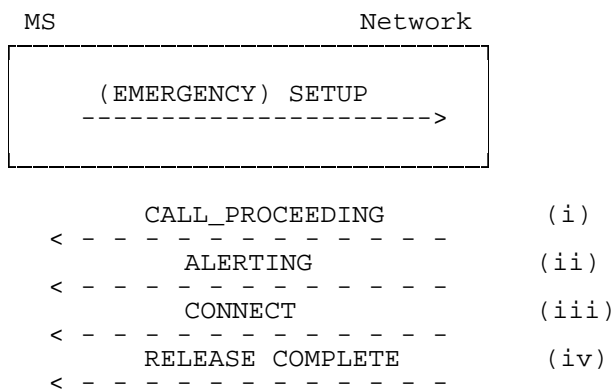 MS Network
(EMERGENCY) SETUP
---------------------->
CALL_PROCEEDING (i)
< - - - - - - - - - - - -
ALERTING (ii)
< - - - - - - - - - - - -
CONNECT (iii)
< - - - - - - - - - - - -
RELEASE COMPLETE (iv)
< - - - - - - - - - - - -